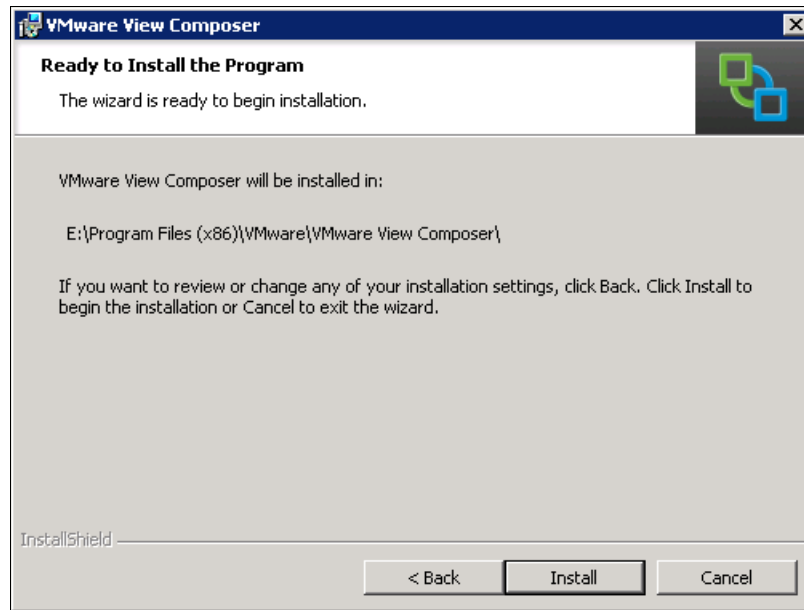 VMware View Composer
Ready to Install the Program
The wizard is ready to begin installation.
VMware View Composer will be installed in:
E:\Program Files (x86)\VMware\VMware View Composer\
If you want to review or change any of your installation settings, click Back. Click Install to
begin the installation or Cancel to exit the wizard.
InstallShield
< Back
Install
Cancel